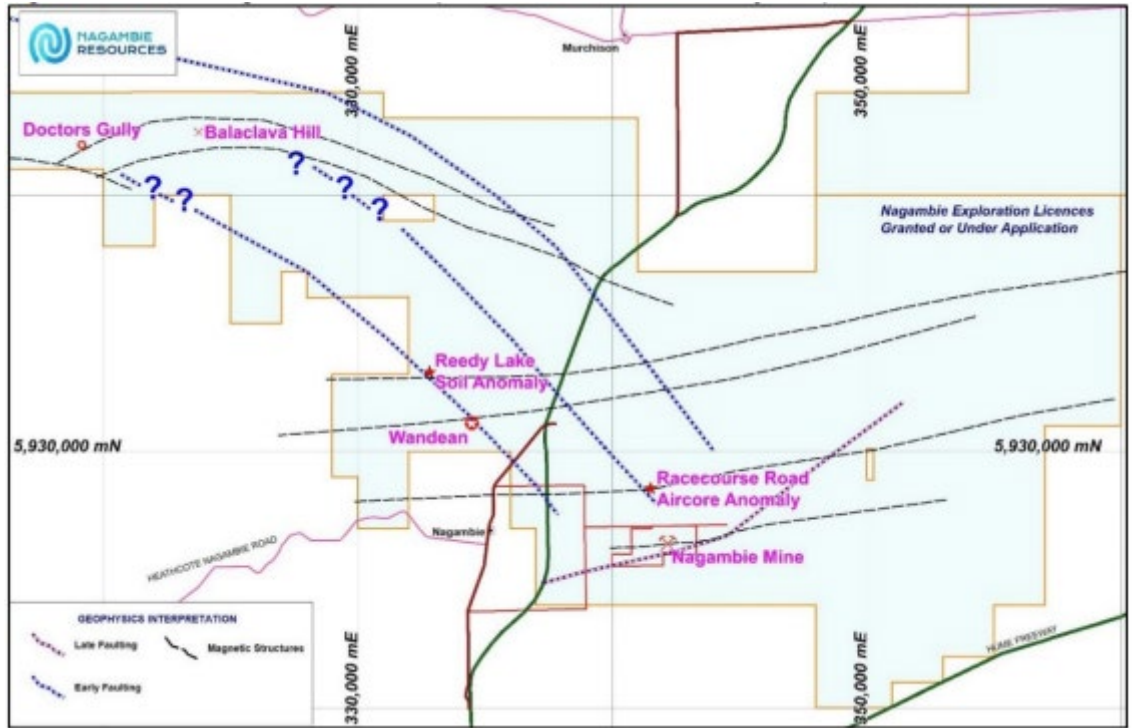 NAGAMBIE
RESOURCES
Murchison
330,000 mE
350,000 mE
Doctors Gully
Balaclava Hill
?
?
?
?
?
Nagambie Exploration Licences
Granted or Under Application
Reedy Lake
Soil Anomaly
Wandean
5,930,000 mN
5,930,000 mN
Racecourse Road
Aircore Anomaly
Nagambie
Nagambie Mine
HEATHCOTE NAGAMBIE ROAD
GEOPHYSICS INTERPRETATION
Late Faulting
Magnetic Structures
Early Faulting
330,000 mE
350,000 mE
HUME FREEWAY